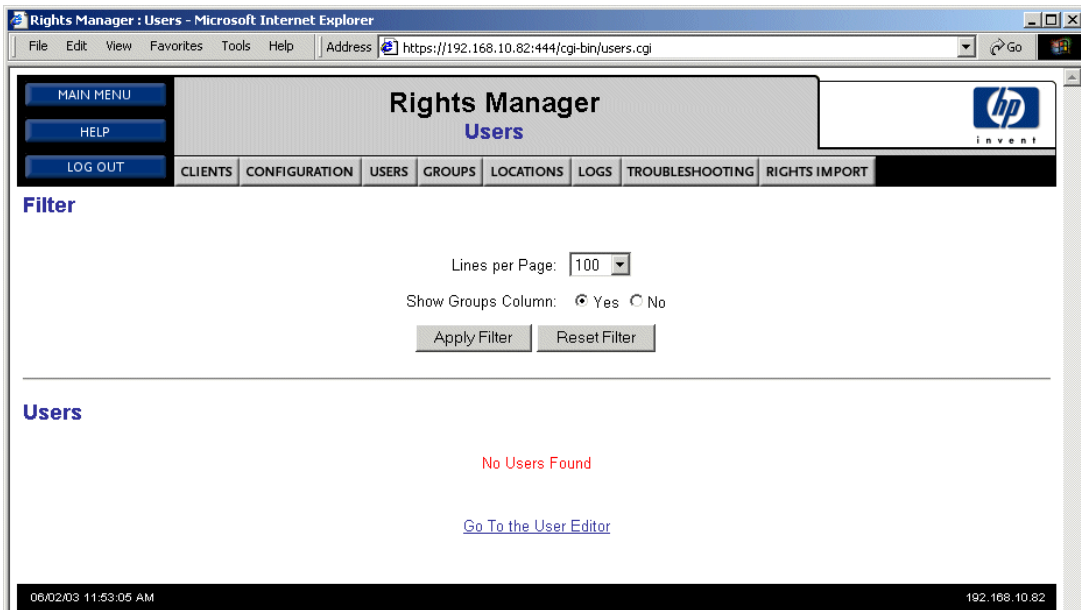 Rights Manager : Users - Microsoft Internet Explorer
File Edit View Favorites Tools Help Address https://192.168.10.82:444/cgi-bin/users.cgi Go
MAIN MENU
HELP
LOG OUT
Rights Manager
Users
hp
invent
CLIENTS CONFIGURATION USERS GROUPS LOCATIONS LOGS TROUBLESHOOTING RIGHTS IMPORT
Filter
Lines per Page: 100
Show Groups Column: Yes No
Apply Filter Reset Filter
Users
No Users Found
Go To the User Editor
06/02/03 11:53:05 AM 192.168.10.82